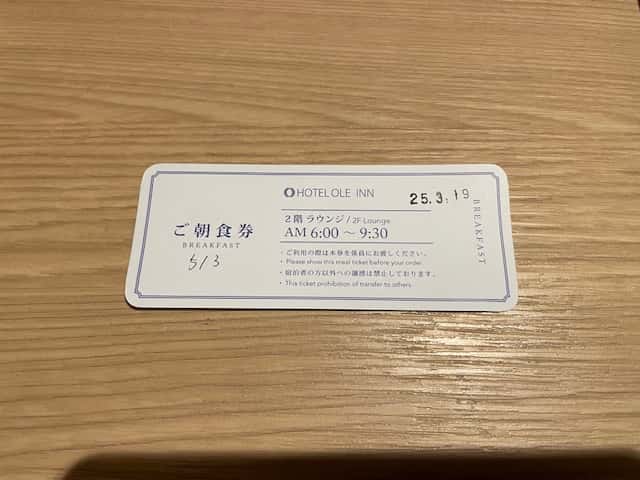 HOTEL OLE INN
25.3.19
ご朝食券
BREAKFAST
513
2階 ラウンジ / 2F Lounge
AM 6:00 ～ 9:30
・ご利用の際は本券を係員にお渡しください。
・Please show this meal ticket before your order.
・宿泊者の方以外への譲渡は禁止しております。
・This ticket prohibition of transfer to others
BREAKFAST